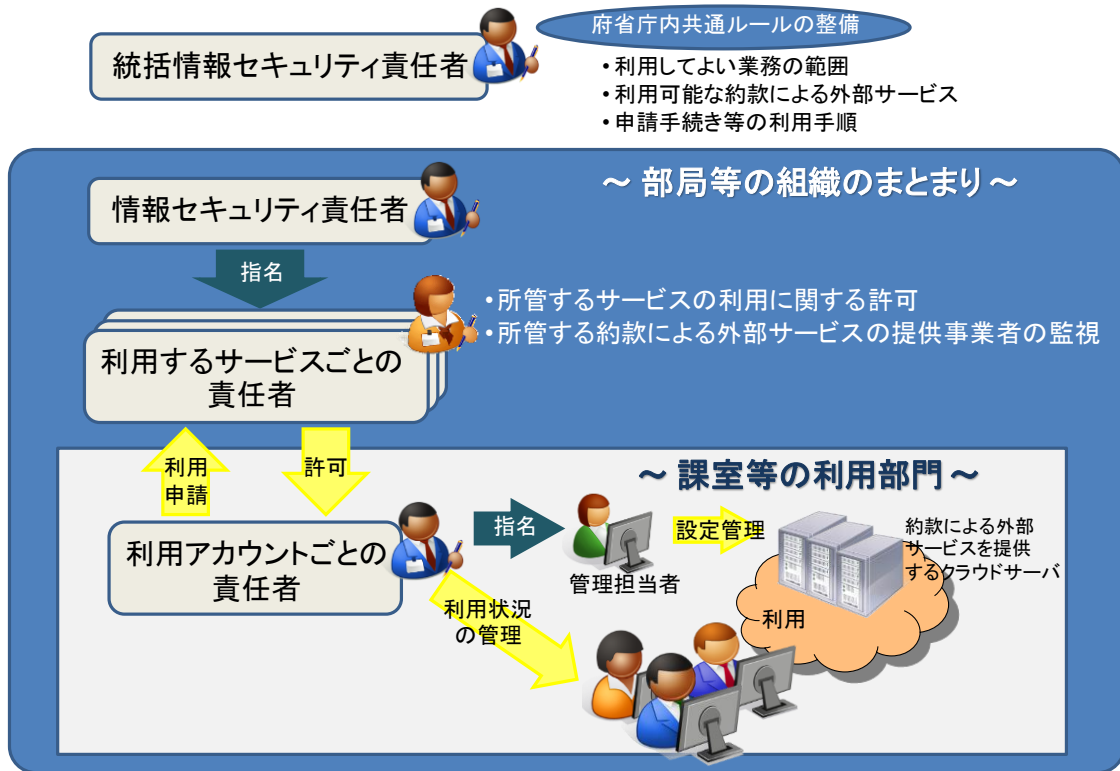 府省庁内共通ルールの整備
統括情報セキュリティ責任者
・利用してよい業務の範囲
・利用可能な約款による外部サービス
・申請手続き等の利用手順
～ 部局等の組織のまとまり ～
情報セキュリティ責任者
指名
・所管するサービスの利用に関する許可
・所管する約款による外部サービスの提供事業者の監視
利用するサービスごとの
責任者
利用
申請
許可
～ 課室等の利用部門 ～
利用アカウントごとの
責任者
指名
管理担当者
設定管理
約款による外部
サービスを提供
するクラウドサーバ
利用状況
の管理
利用